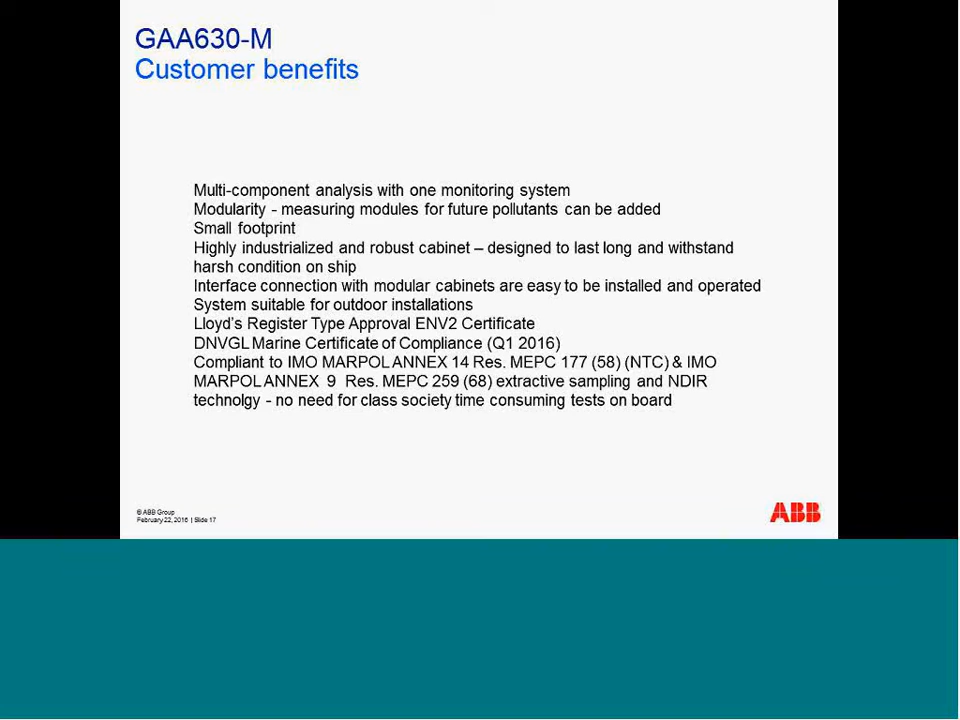 GAA630-M
Customer benefits
Multi-component analysis with one monitoring system
Modularity - measuring modules for future pollutants can be added
Small footprint
Highly industrialized and robust cabinet – designed to last long and withstand
harsh condition on ship
Interface connection with modular cabinets are easy to be installed and operated
System suitable for outdoor installations
Lloyd's Register Type Approval ENV2 Certificate
DNVGL Marine Certificate of Compliance (Q1 2016)
Compliant to IMO MARPOL ANNEX 14 Res. MEPC 177 (58) (NTC) & IMO
MARPOL ANNEX 9 Res. MEPC 259 (68) extractive sampling and NDIR
technolgy - no need for class society time consuming tests on board
© ABB Group
February 22, 2016 | Slide 17
ABB